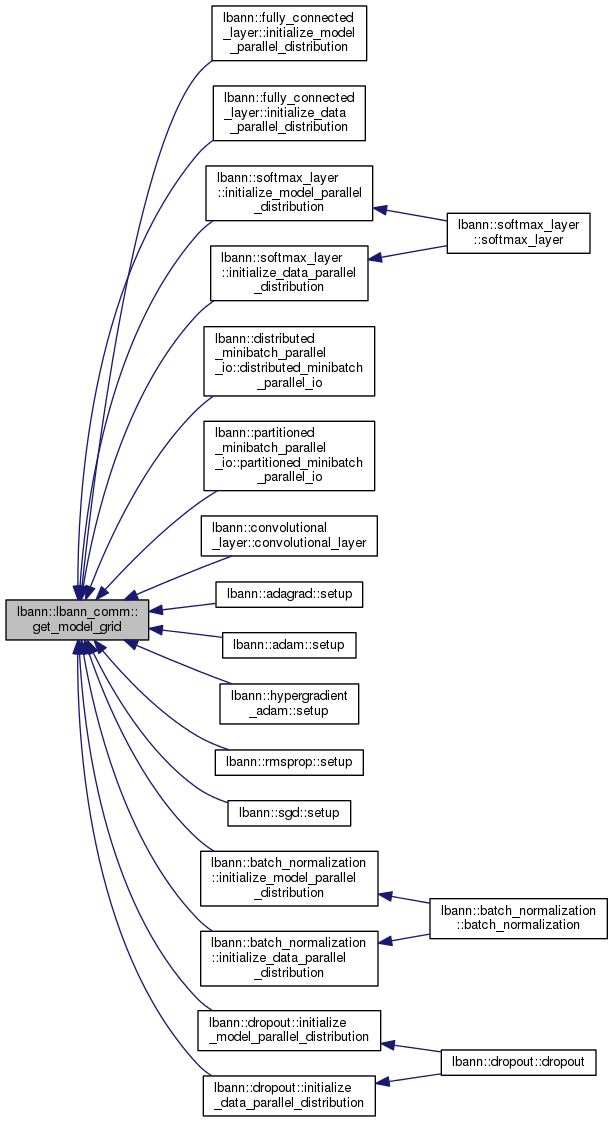 lbann::fully_connected
_layer::initialize_model
_parallel_distribution
lbann::fully_connected
_layer::initialize_data
_parallel_distribution
lbann::softmax_layer
::initialize_model_parallel
_distribution
lbann::softmax_layer
::softmax_layer
lbann::softmax_layer
::initialize_data_parallel
_distribution
lbann::distributed
_minibatch_parallel
_io::distributed_minibatch
_parallel_io
lbann::partitioned
_minibatch_parallel
_io::partitioned_minibatch
_parallel_io
lbann::convolutional
_layer::convolutional_layer
lbann::adagrad::setup
lbann::lbann_comm::
get_model_grid
lbann::adam::setup
lbann::hypergradient
_adam::setup
lbann::rmsprop::setup
lbann::sgd::setup
lbann::batch_normalization
::initialize_model_parallel
_distribution
lbann::batch_normalization
::batch_normalization
lbann::batch_normalization
::initialize_data_parallel
_distribution
lbann::dropout::initialize
_model_parallel_distribution
lbann::dropout::dropout
lbann::dropout::initialize
_data_parallel_distribution